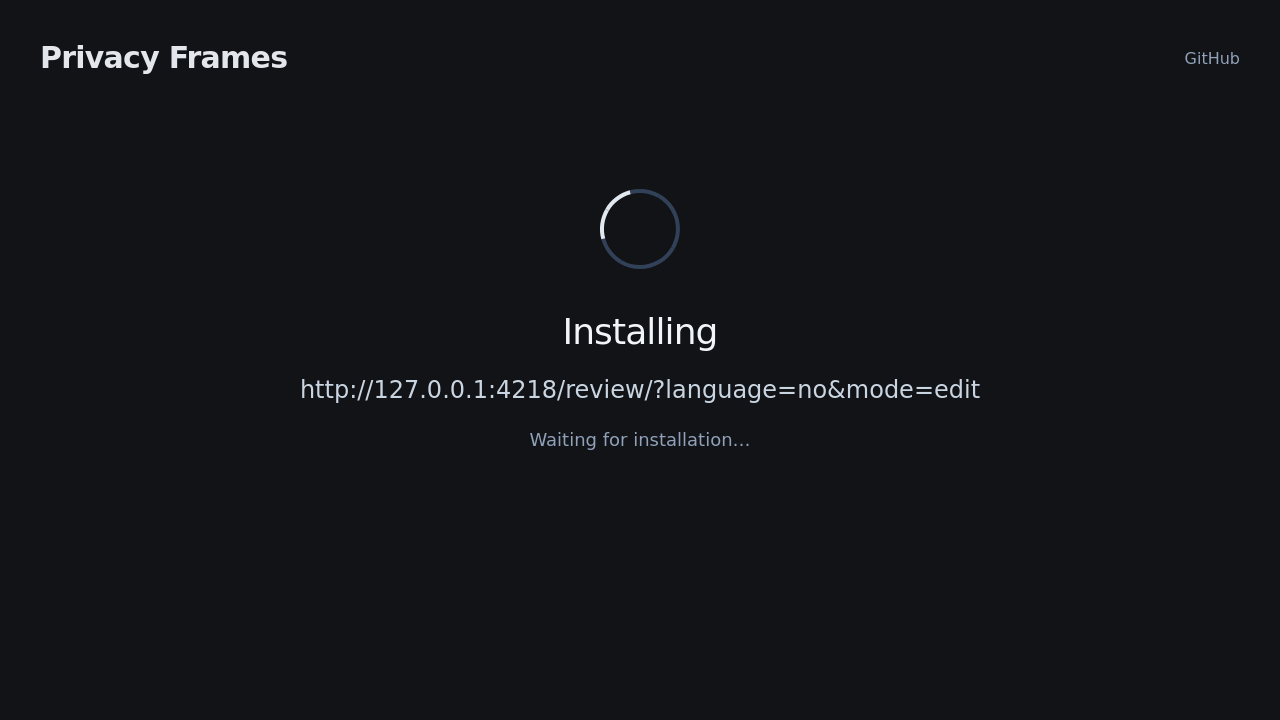 Privacy Frames
GitHub
Installing
http://127.0.0.1:4218/review/?language=no&mode=edit
Waiting for installation…